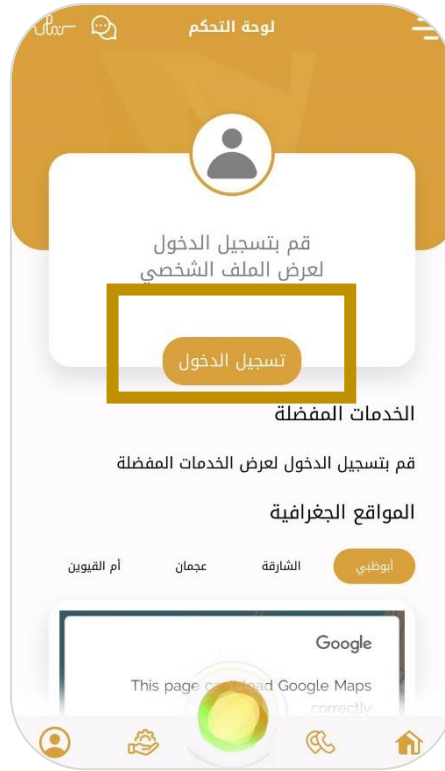 لوحة التحكم
قم بتسجيل الدخول
لعرض الملف الشخصي
تسجيل الدخول
الخدمات المفضلة
قم بتسجيل الدخول لعرض الخدمات المفضلة
المواقع الجغرافية
أبوظبي الشارقة عجمان أم القيوين
Google
This page can't load Google Maps
correctly